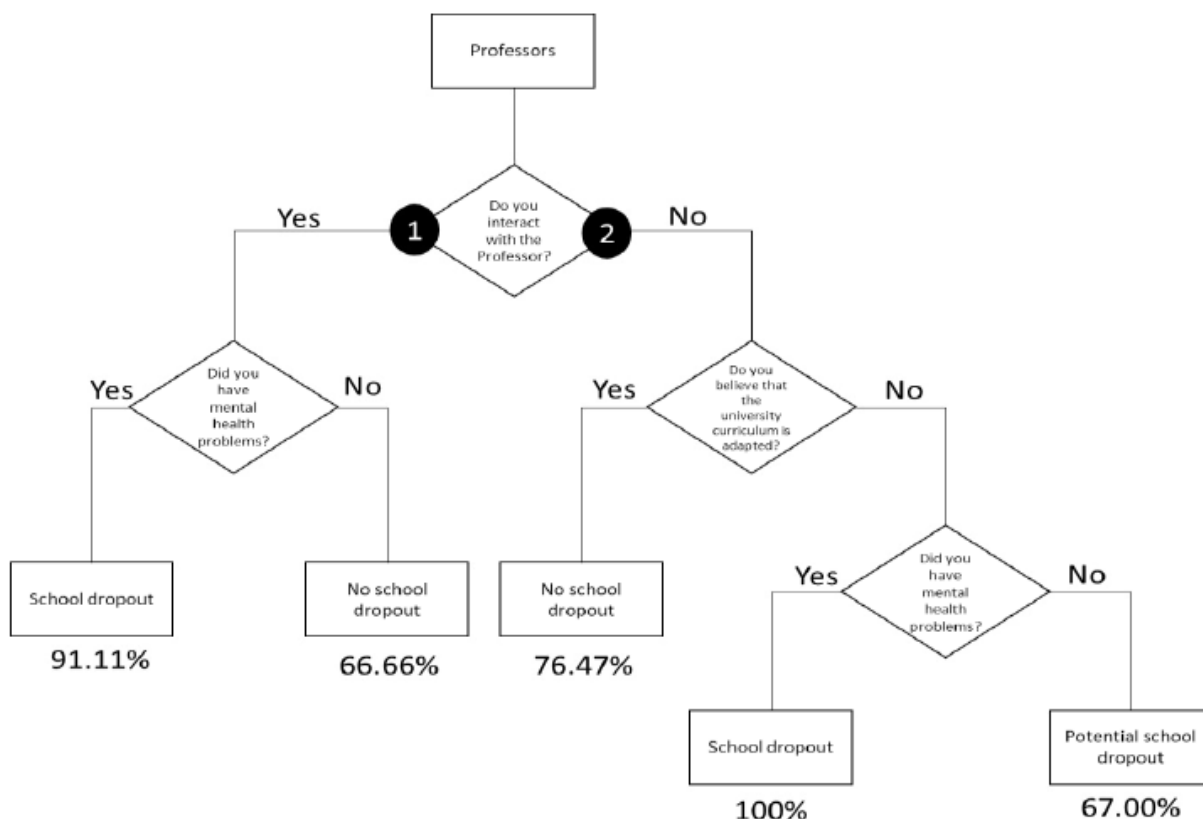 Professors
Do you
interact
with the
Professor?
1
2
Yes
No
Did you
have
mental
health
problems?
Yes
No
Do you
believe that
the
university
curriculum is
adapted?
Yes
No
School dropout
91.11%
No school
dropout
66.66%
No school
dropout
76.47%
Did you
have
mental
health
problems?
Yes
No
School dropout
100%
Potential school
dropout
67.00%